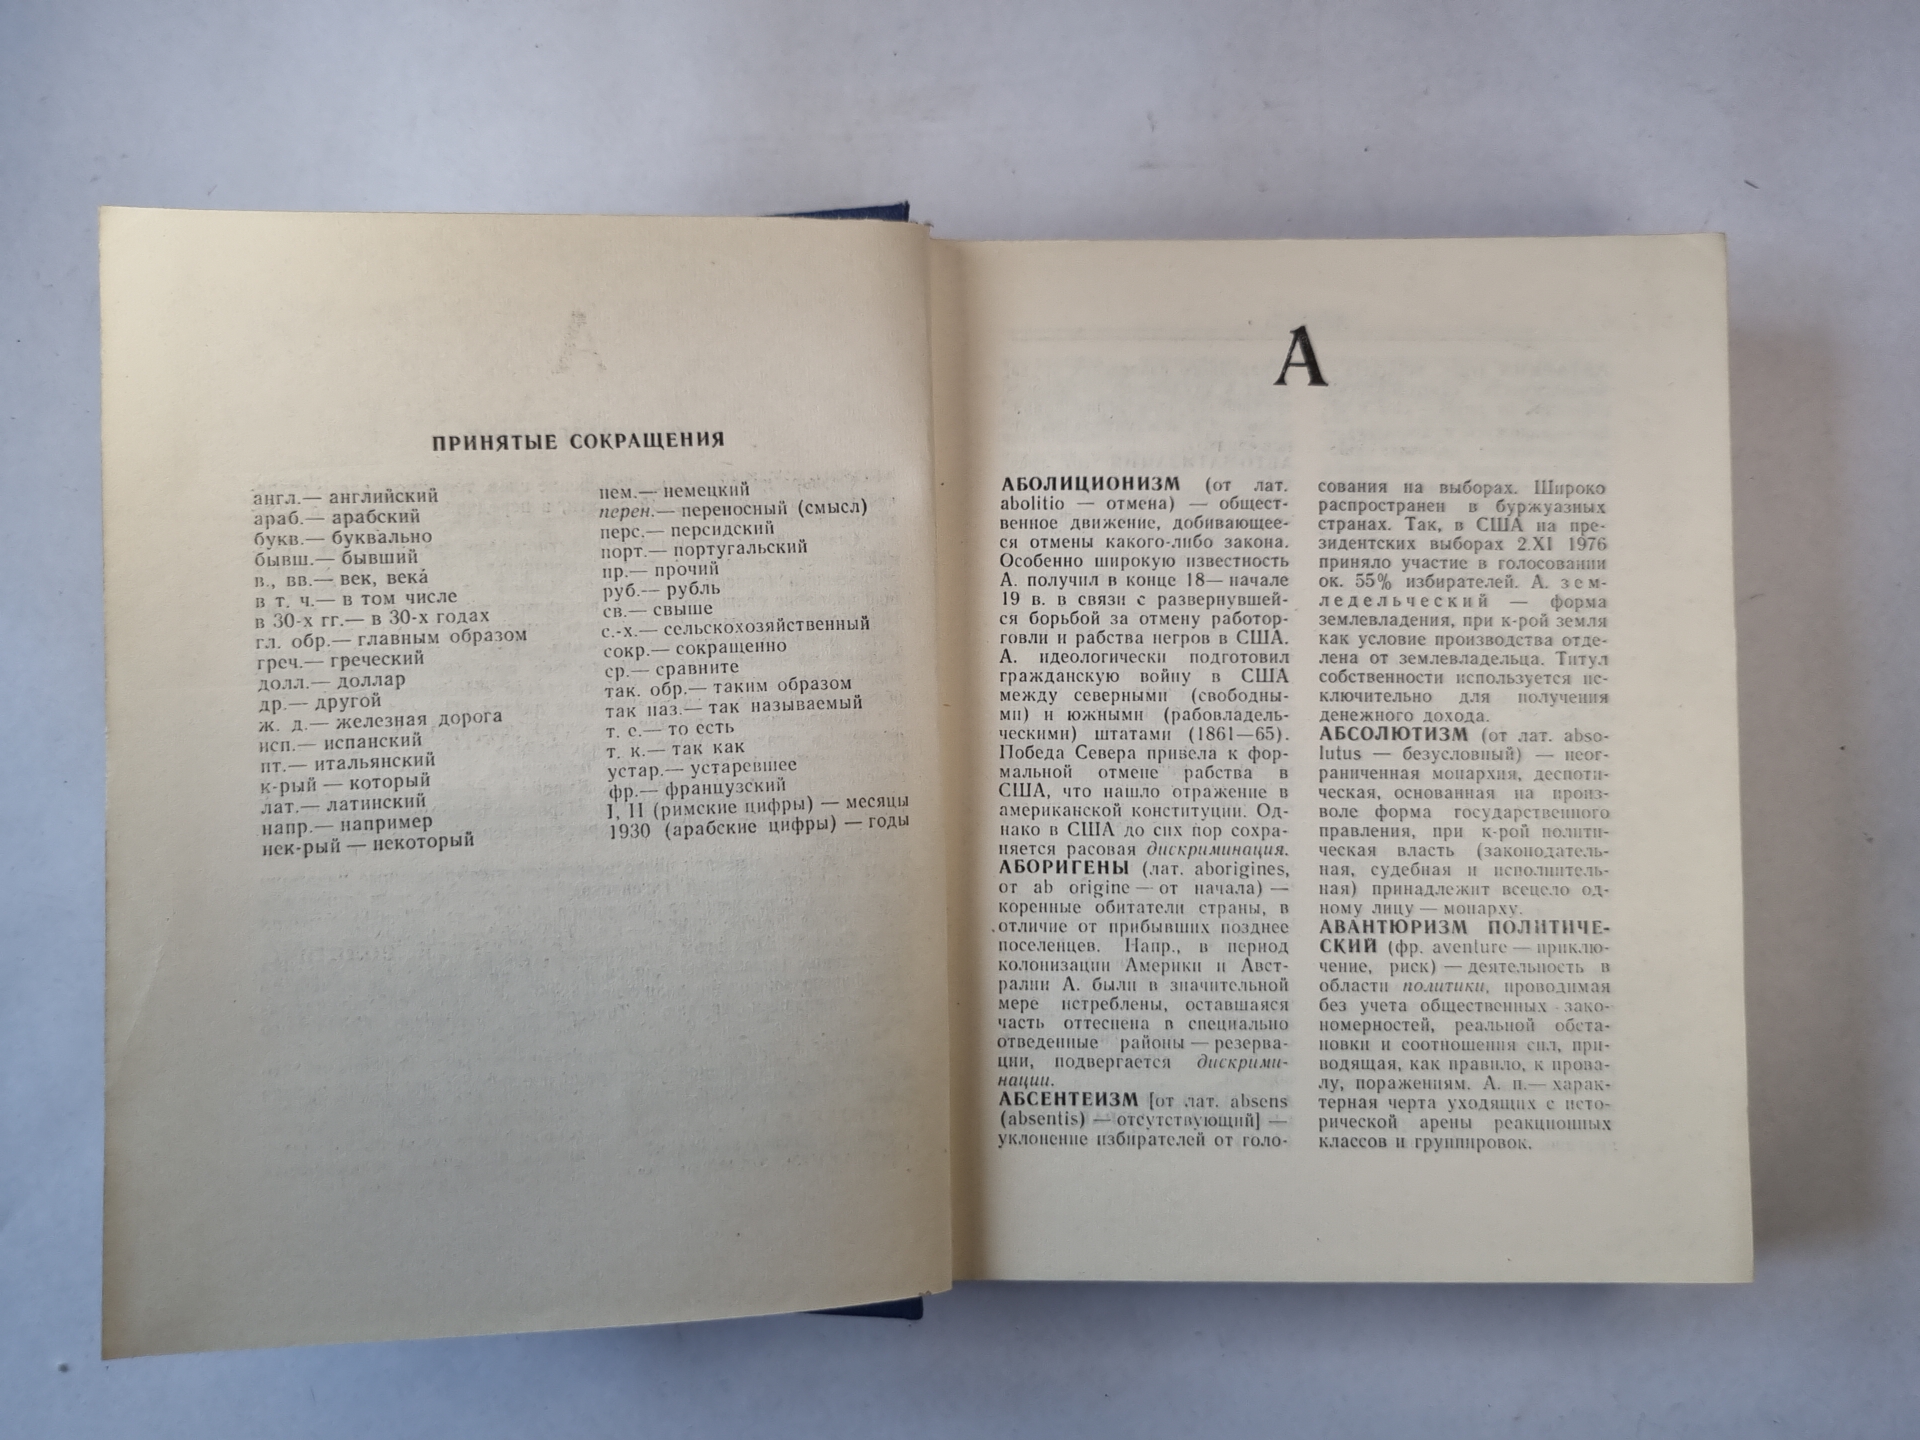 ПРИНЯТЫЕ СОКРАЩЕНИЯ
англ.— английский
араб.— арабский
букв.— буквально
бывш.— бывший
в., вв.— век, века́
в т. ч.— в том числе
в 30-х гг.— в 30-х годах
гл. обр.— главным образом
греч.— греческий
долл.— доллар
др.— другой
ж. д.— железная дорога
исп.— испанский
ит.— итальянский
к-рый — который
лат.— латинский
напр.— например
нек-рый — некоторый
нем.— немецкий
перен.— переносный (смысл)
перс.— персидский
порт.— португальский
пр.— прочий
руб.— рубль
св.— свыше
с.-х.— сельскохозяйственный
сокр.— сокращенно
ср.— сравните
так. обр.— таким образом
так наз.— так называемый
т. е.— то есть
т. к.— так как
устар.— устаревшее
фр.— французский
I, II (римские цифры) — месяцы
1930 (арабские цифры) — годы
А
АБОЛИЦИОНИЗМ (от лат.
abolitio — отмена) — общест-
венное движение, добивающее-
ся отмены какого-либо закона.
Особенно широкую известность
А. получил в конце 18— начале
19 в. в связи с развернувшей-
ся борьбой за отмену работор-
говли и рабства негров в США.
А. идеологически подготовил
гражданскую войну в США
между северными (свободны-
ми) и южными (рабовладель-
ческими) штатами (1861—65).
Победа Севера привела к фор-
мальной отмене рабства в
США, что нашло отражение в
американской конституции. Од-
нако в США до сих пор сохра-
няется расовая дискриминация.
АБОРИГЕНЫ (лат. aborigines,
от ab origine — от начала) —
коренные обитатели страны, в
отличие от прибывших позднее
поселенцев. Напр., в период
колонизации Америки и Авст-
ралии А. были в значительной
мере истреблены, оставшаяся
часть оттеснена в специально
отведенные районы — резерва-
ции, подвергается дискрими-
нации.
АБСЕНТЕИЗМ [от лат. absens
(absentis) — отсутствующий] —
уклонение избирателей от голо-
сования на выборах. Широко
распространен в буржуазных
странах. Так, в США на пре-
зидентских выборах 2.XI 1976
приняло участие в голосовании
ок. 55% избирателей. А. зем-
ледельческий — форма
землевладения, при к-рой земля
как условие производства отде-
лена от землевладельца. Титул
собственности используется ис-
ключительно для получения
денежного дохода.
АБСОЛЮТИЗМ (от лат. abso-
lutus — безусловный) — неог-
раниченная монархия, деспоти-
ческая, основанная на произ-
воле форма государственного
правления, при к-рой полити-
ческая власть (законодатель-
ная, судебная и исполнитель-
ная) принадлежит всецело од-
ному лицу — монарху.
АВАНТЮРИЗМ ПОЛИТИЧЕ-
СКИЙ (фр. aventure — приклю-
чение, риск) — деятельность в
области политики, проводимая
без учета общественных зако-
номерностей, реальной обста-
новки и соотношения сил, при-
водящая, как правило, к прова-
лу, поражениям. А. п.— харак-
терная черта уходящих с исто-
рической арены реакционных
классов и группировок.